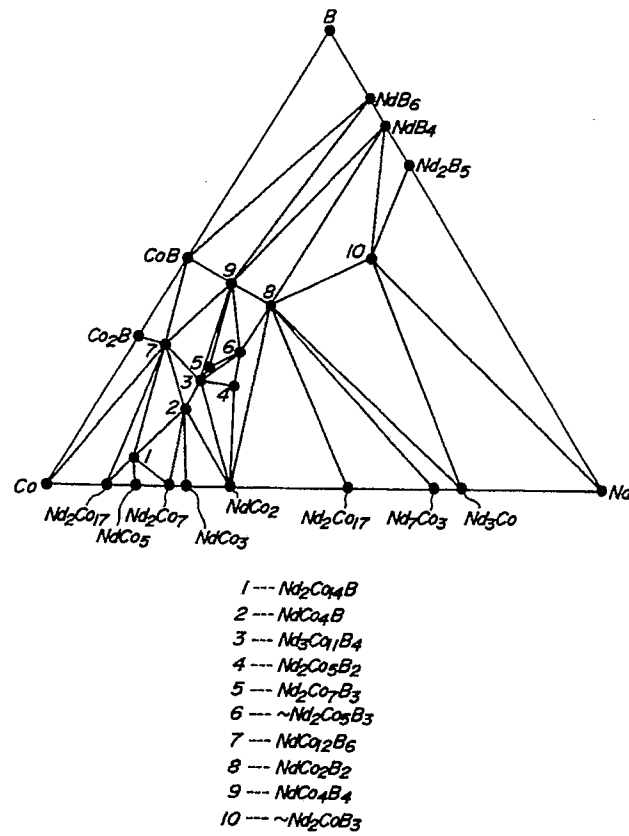 B
NdB6
NdB4
Nd2B5
10
CoB
9
8
Co2B
7
6
5
3
4
2
1
Co
Nd
Nd2Co17
NdCo5
Nd2Co7
NdCo3
NdCo2
Nd2Co17
Nd7Co3
Nd3Co
1 --- Nd2Co14B
2 --- NdCo4B
3 --- Nd3Co11B4
4 --- Nd2Co5B2
5 --- Nd2Co7B3
6 --- ~Nd2Co5B3
7 --- NdCo12B6
8 --- NdCo2B2
9 --- NdCo4B4
10 --- ~Nd2CoB3